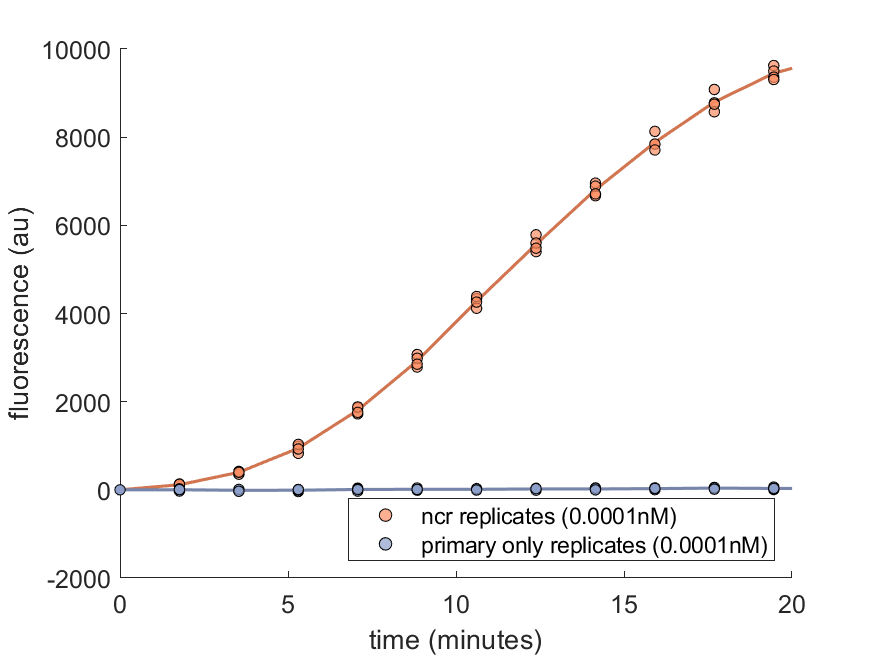 10000
8000
6000
4000
2000
0
-2000
fluorescence (au)
ncr replicates (0.0001nM)
primary only replicates (0.0001nM)
0 5 10 15 20
time (minutes)